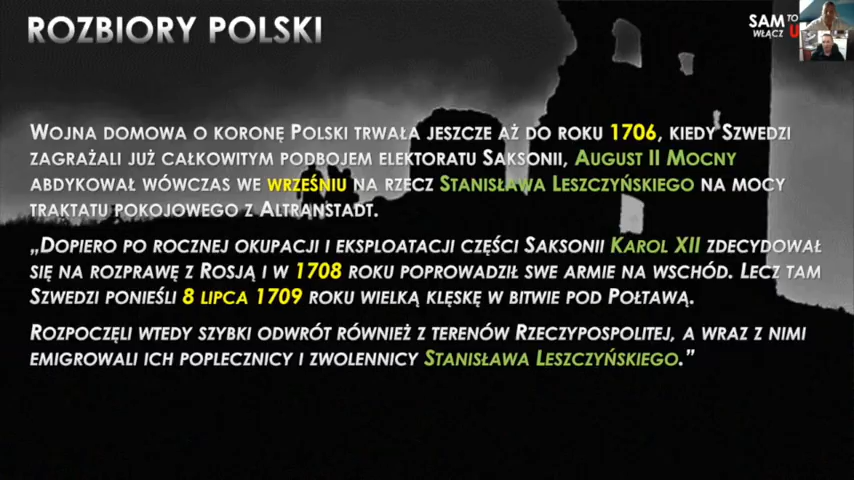 ROZBIORY POLSKI
SAM TO
WŁĄCZ U
WOJNA DOMOWA O KORONĘ POLSKI TRWAŁA JESZCZE AŻ DO ROKU 1706, KIEDY SZWEDZI
ZAGRAŻALI JUŻ CAŁKOWITYM PODBOJEM ELEKTORATU SAKSONII, AUGUST II MOCNY
ABDYKOWAŁ WÓWCZAS WE WRZEŚNIU NA RZECZ STANISŁAWA LESZCZYŃSKIEGO NA MOCY
TRAKTATU POKOJOWEGO Z ALTRANSTADT.
„DOPIERO PO ROCZNEJ OKUPACJI I EKSPLOATACJI CZĘŚCI SAKSONII KAROL XII ZDECYDOWAŁ
SIĘ NA ROZPRAWĘ Z ROSJĄ I W 1708 ROKU POPROWADZIŁ SWE ARMIE NA WSCHÓD. LECZ TAM
SZWEDZI PONIEŚLI 8 LIPCA 1709 ROKU WIELKĄ KLĘSKĘ W BITWIE POD POŁTAWĄ.
ROZPOCZĘLI WTEDY SZYBKI ODWRÓT RÓWNIEŻ Z TERENÓW RZECZYPOSPOLITEJ, A WRAZ Z NIMI
EMIGROWALI ICH POPLECZNICY I ZWOLENNICY STANISŁAWA LESZCZYŃSKIEGO.”